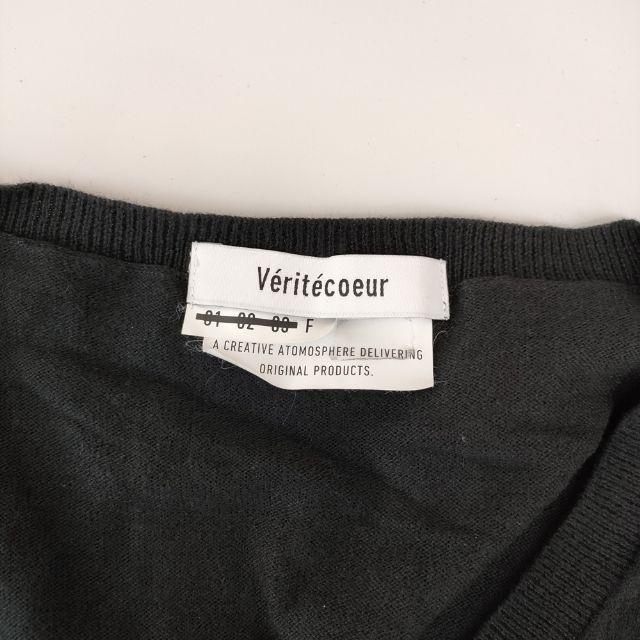 Véritécoeur
01 02 03 F
A CREATIVE ATOMOSPHERE DELIVERING
ORIGINAL PRODUCTS.